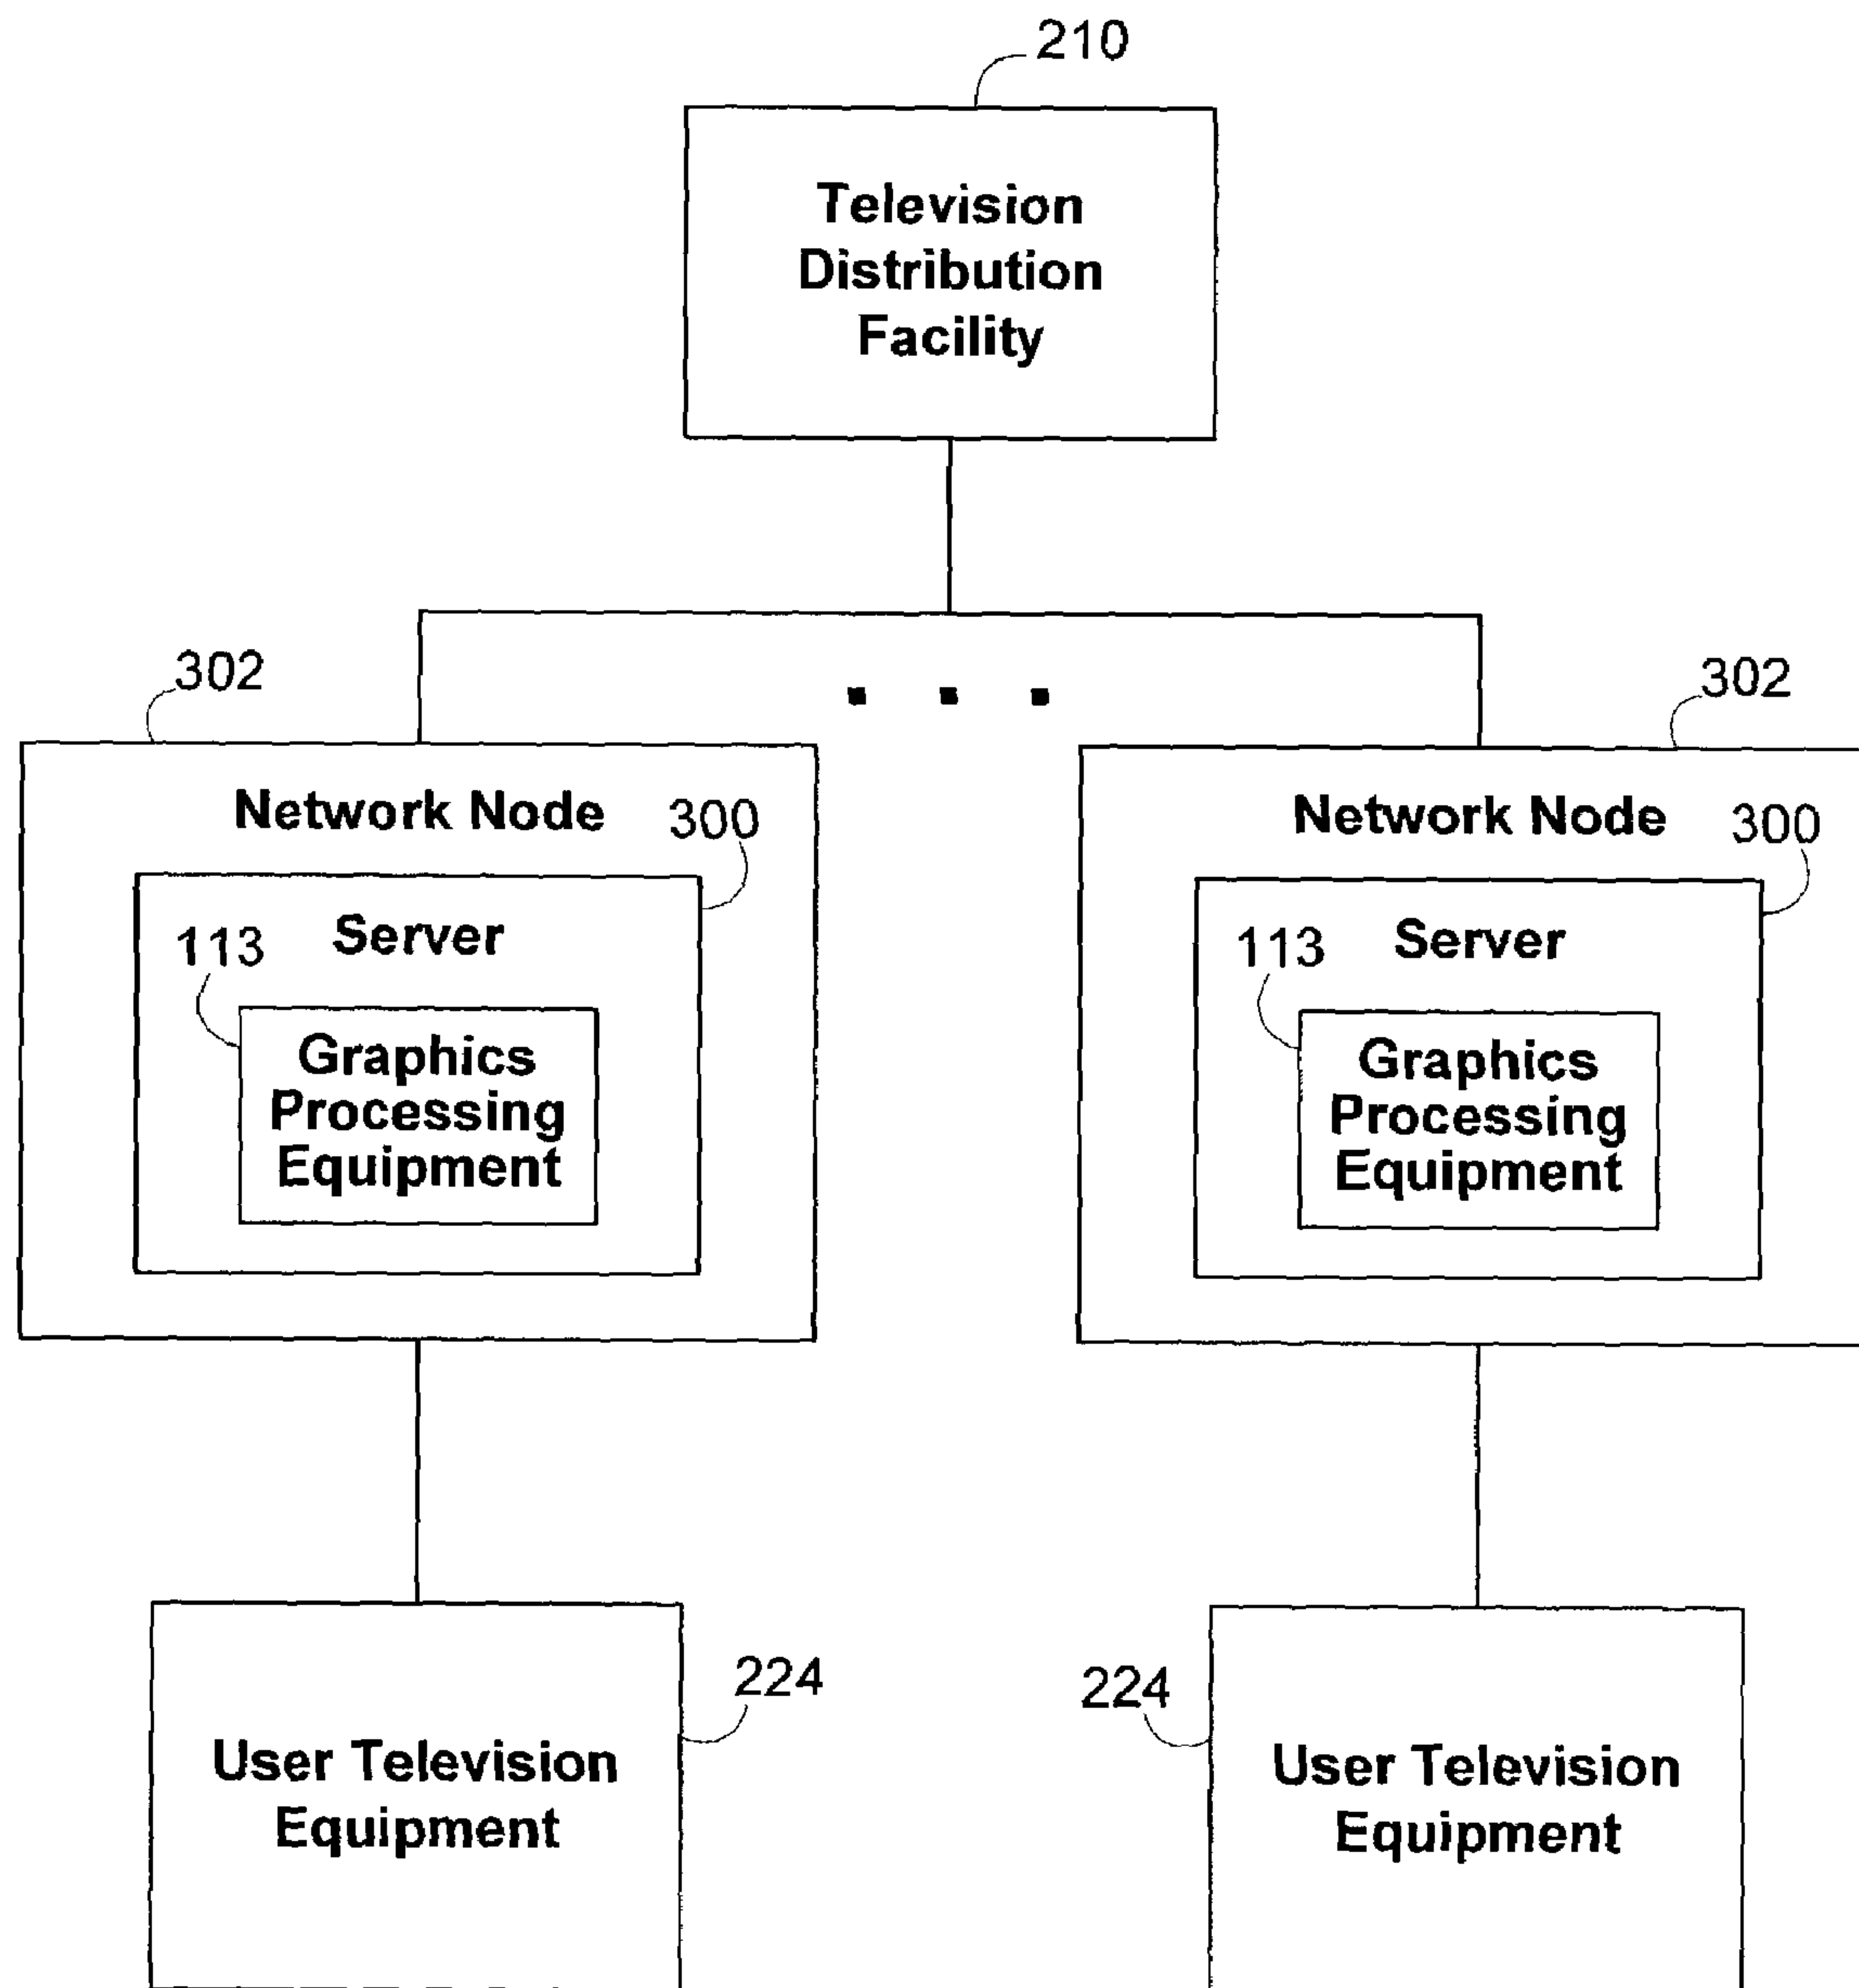 210
Television
Distribution
Facility
302
302
Network Node
300
Network Node
300
Server
113
Server
113
Graphics
Processing
Equipment
Graphics
Processing
Equipment
224
224
User Television
Equipment
User Television
Equipment